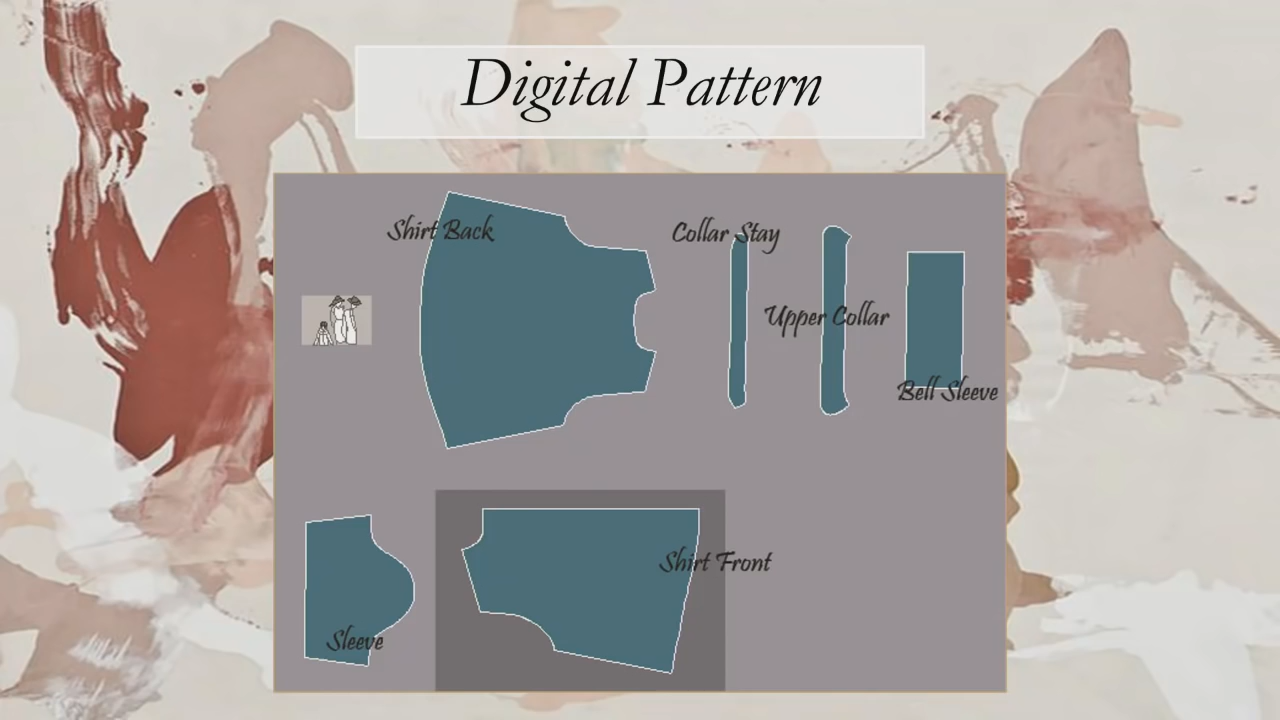 Digital Pattern
Shirt Back
Collar Stay
Upper Collar
Bell Sleeve
Shirt Front
Sleeve